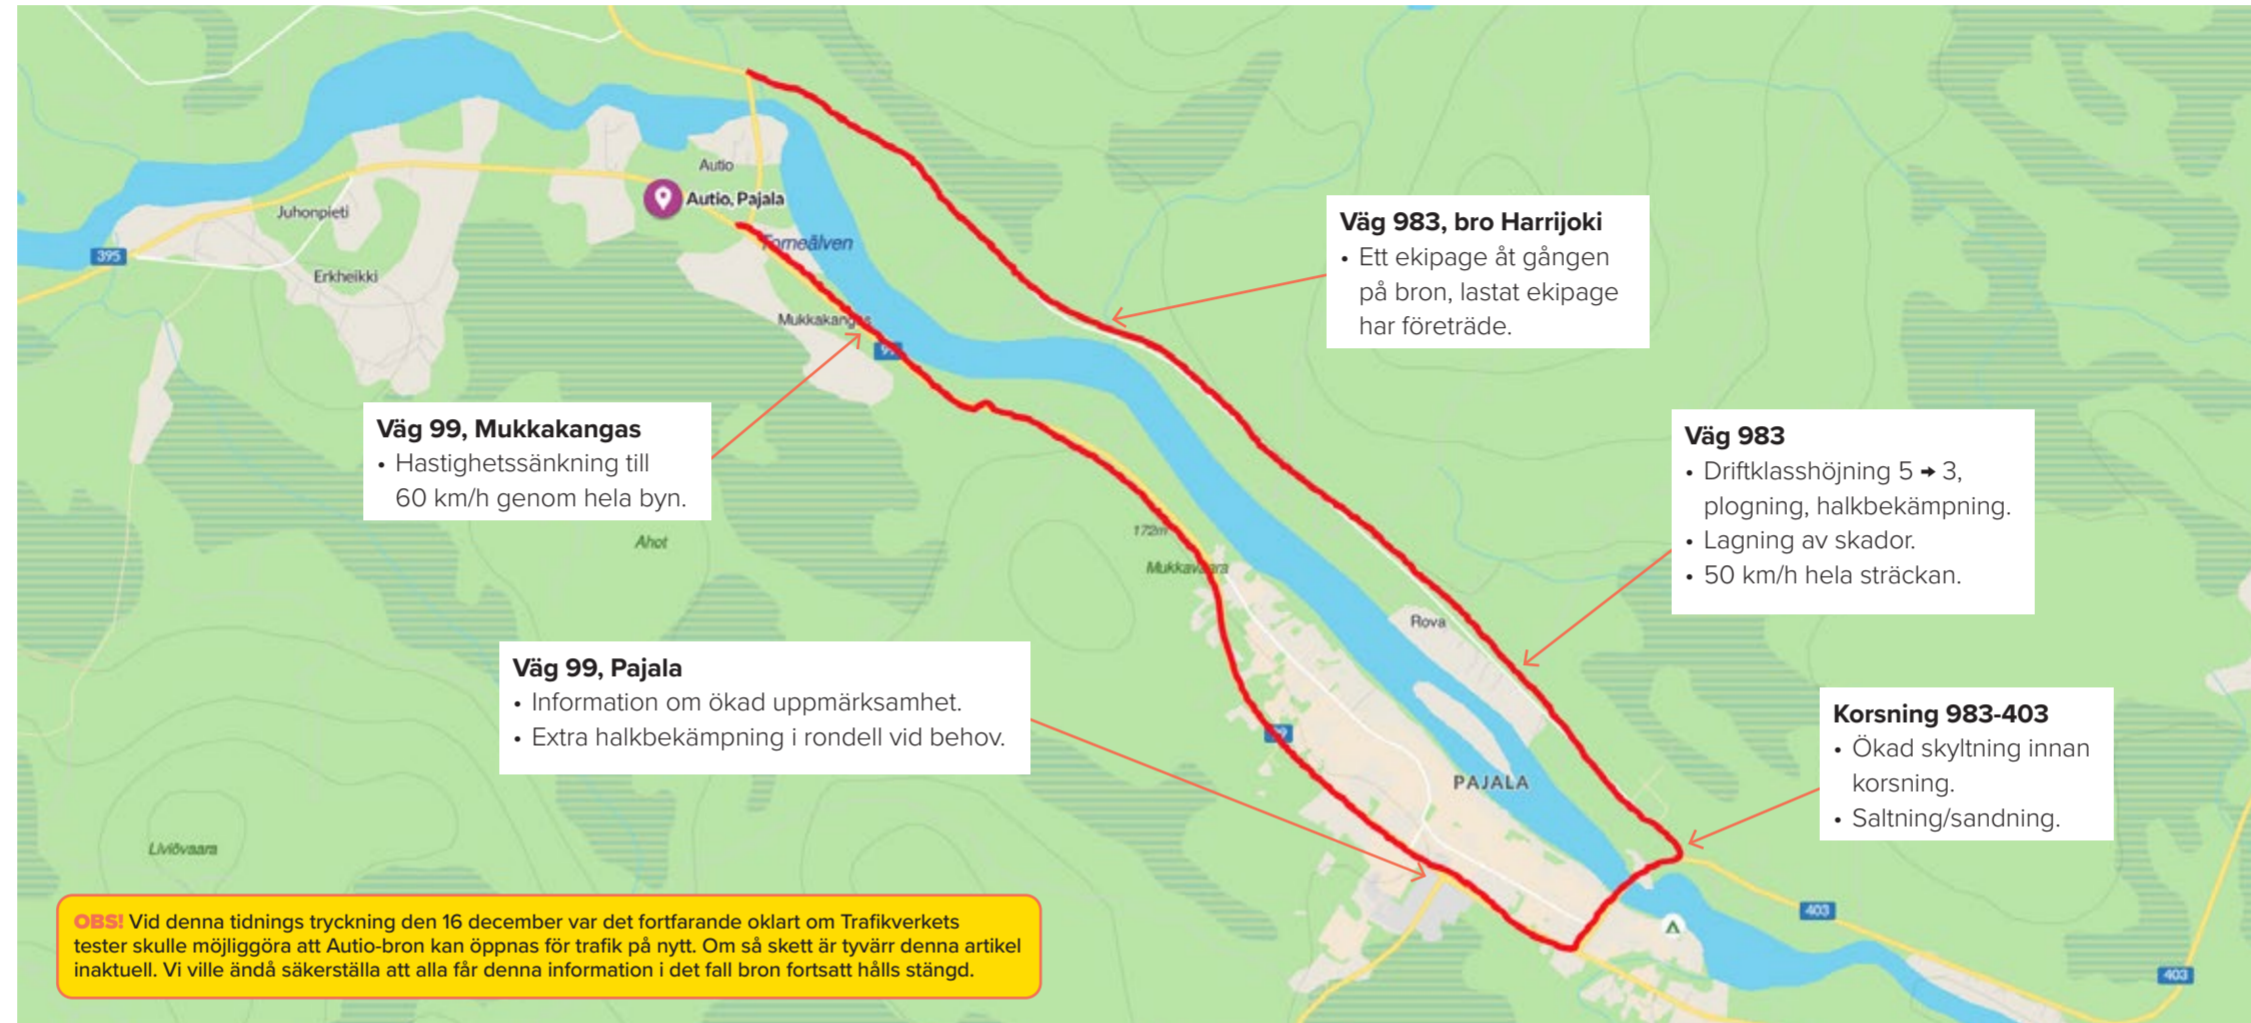 Autio
Autio, Pajala
Juhonpieti
Torneälven
395
Erkheikki
Mukkakangas
99
Väg 983, bro Harrijoki
• Ett ekipage åt gången
på bron, lastat ekipage
har företräde.
Väg 99, Mukkakangas
• Hastighetssänkning till
60 km/h genom hela byn.
Väg 983
• Driftklasshöjning 5 → 3,
plogning, halkbekämpning.
• Lagning av skador.
• 50 km/h hela sträckan.
Ahot
172m
Mukkavaara
Rova
Väg 99, Pajala
• Information om ökad uppmärksamhet.
• Extra halkbekämpning i rondell vid behov.
99
PAJALA
Korsning 983-403
• Ökad skyltning innan
korsning.
• Saltning/sandning.
Liviövaara
403
403
OBS! Vid denna tidnings tryckning den 16 december var det fortfarande oklart om Trafikverkets
tester skulle möjliggöra att Autio-bron kan öppnas för trafik på nytt. Om så skett är tyvärr denna artikel
inaktuell. Vi ville ändå säkerställa att alla får denna information i det fall bron fortsatt hålls stängd.